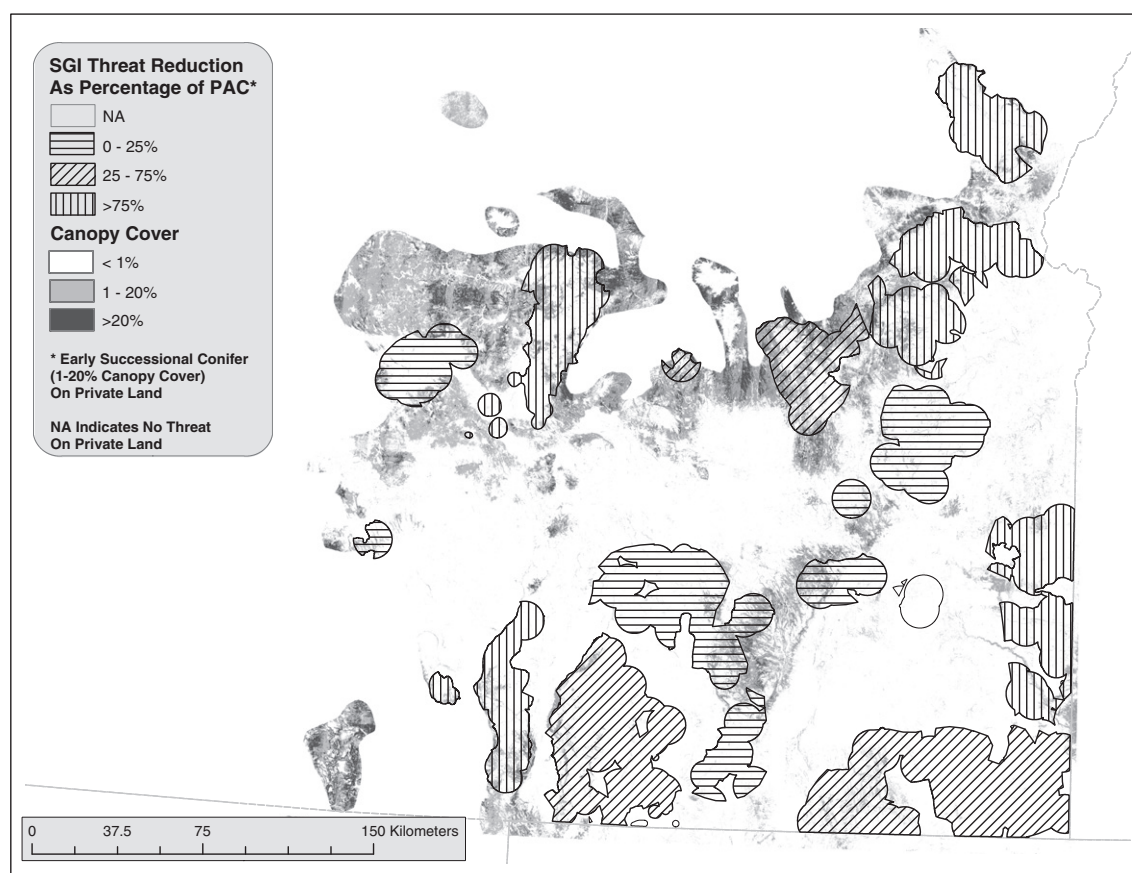 SGI Threat Reduction
As Percentage of PAC*
NA
0 - 25%
25 - 75%
>75%
Canopy Cover
< 1%
1 - 20%
>20%
* Early Successional Conifer
(1-20% Canopy Cover)
On Private Land
NA Indicates No Threat
On Private Land
0 37.5 75 150 Kilometers